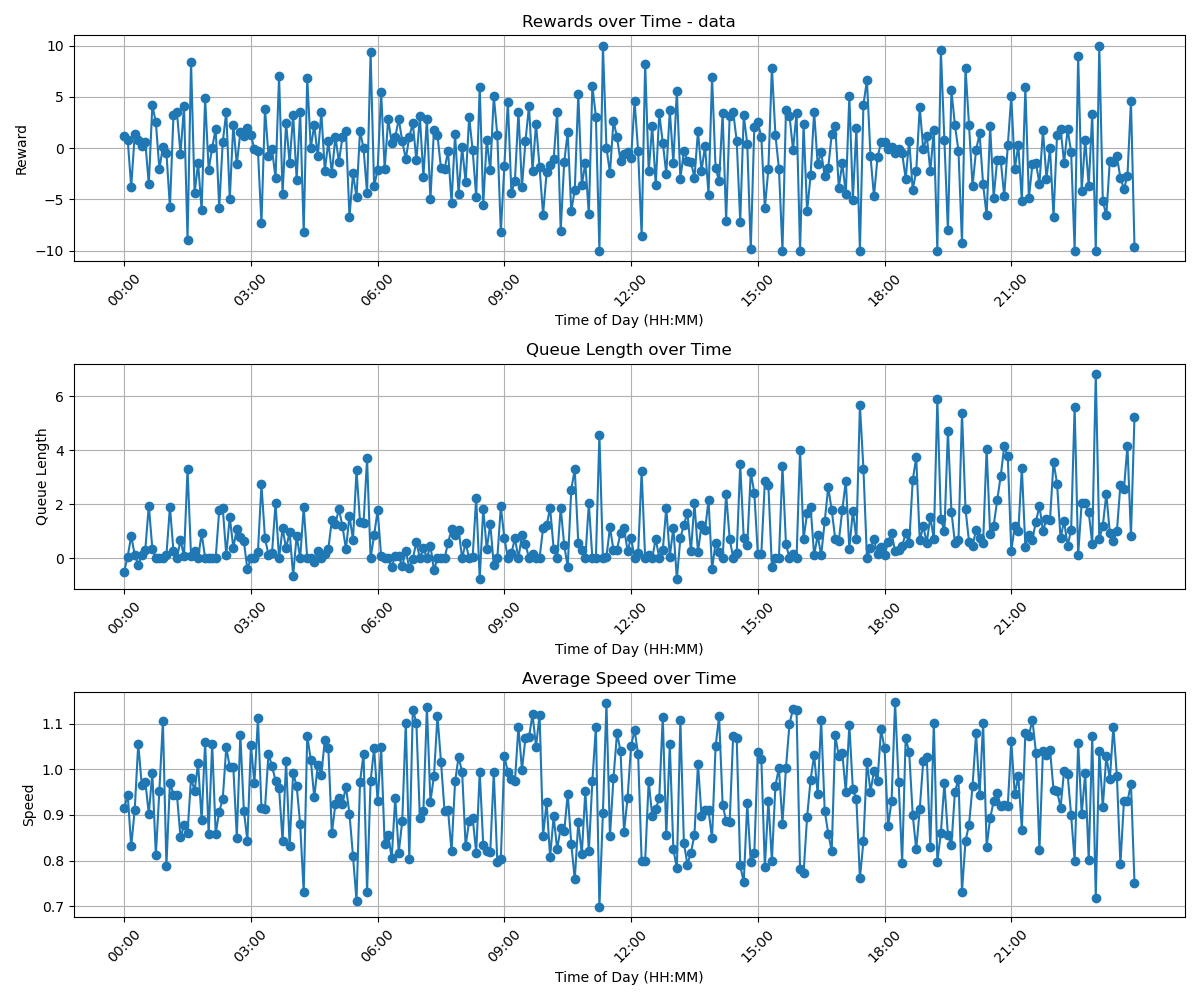 Rewards over Time - data
10
5
0
−5
−10
Reward
00:00 03:00 06:00 09:00 12:00 15:00 18:00 21:00
Time of Day (HH:MM)
Queue Length over Time
6
4
2
0
Queue Length
00:00 03:00 06:00 09:00 12:00 15:00 18:00 21:00
Time of Day (HH:MM)
Average Speed over Time
1.1
1.0
0.9
0.8
0.7
Speed
00:00 03:00 06:00 09:00 12:00 15:00 18:00 21:00
Time of Day (HH:MM)